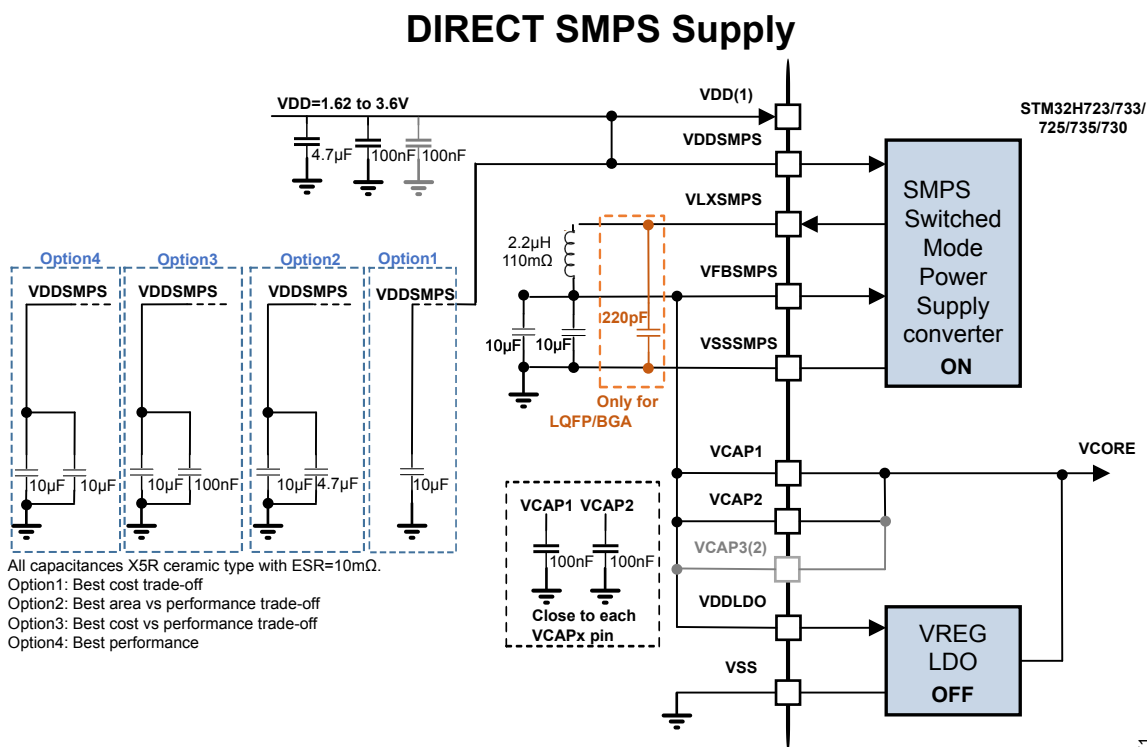 DIRECT SMPS Supply
VDD=1.62 to 3.6V
4.7µF
100nF
100nF
VDD(1)
VDDSMPS
VLXSMPS
VFBSMPS
VSSSMPS
STM32H723/733/
725/735/730
SMPS
Switched
Mode
Power
Supply
converter
ON
2.2µH
110mΩ
10µF
10µF
220pF
Only for
LQFP/BGA
Option4
VDDSMPS
10µF
10µF
Option3
VDDSMPS
10µF
100nF
Option2
VDDSMPS
10µF
4.7µF
Option1
VDDSMPS
10µF
All capacitances X5R ceramic type with ESR=10mΩ.
Option1: Best cost trade-off
Option2: Best area vs performance trade-off
Option3: Best cost vs performance trade-off
Option4: Best performance
VCAP1
VCAP2
100nF
100nF
Close to each
VCAPx pin
VCAP1
VCAP2
VCAP3(2)
VDDLDO
VSS
VCORE
VREG
LDO
OFF